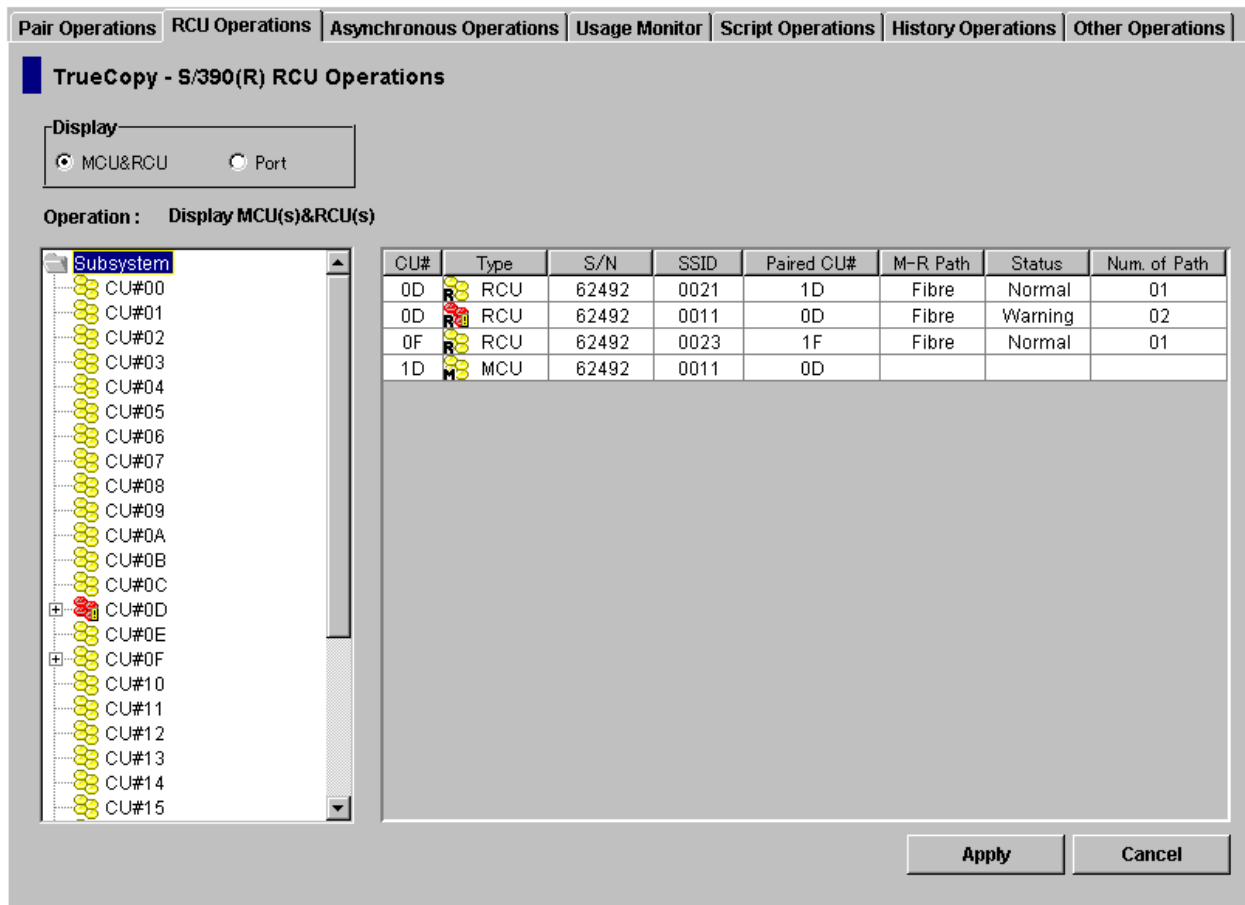 Pair Operations RCU Operations Asynchronous Operations Usage Monitor Script Operations History Operations Other Operations
TrueCopy - S/390(R) RCU Operations
Display
MCU&RCU Port
Operation : Display MCU(s)&RCU(s)
Subsystem
CU#00
CU#01
CU#02
CU#03
CU#04
CU#05
CU#06
CU#07
CU#08
CU#09
CU#0A
CU#0B
CU#0C
CU#0D
CU#0E
CU#0F
CU#10
CU#11
CU#12
CU#13
CU#14
CU#15
CU# Type S/N SSID Paired CU# M-R Path Status Num. of Path
0D R RCU 62492 0021 1D Fibre Normal 01
0D R RCU 62492 0011 0D Fibre Warning 02
0F R RCU 62492 0023 1F Fibre Normal 01
1D M MCU 62492 0011 0D
Apply Cancel